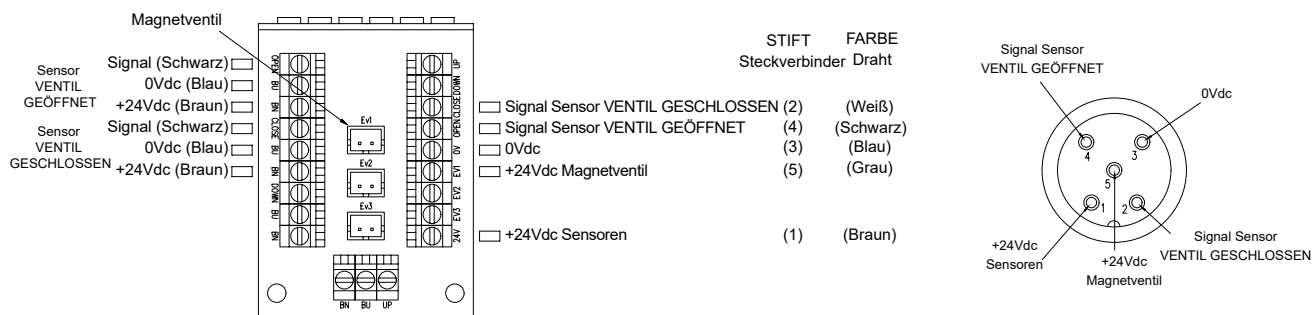 Magnetventil
Sensor
VENTIL
GEÖFFNET
Signal (Schwarz)
0Vdc (Blau)
+24Vdc (Braun)
Sensor
VENTIL
GESCHLOSSEN
Signal (Schwarz)
0Vdc (Blau)
+24Vdc (Braun)
OPEN
BU
BN
CLOSE
BU
BN
DOWN
BU
BN
Ev1
Ev2
Ev3
UP
DOWN
CLOSE
OPEN
0V
EV1
EV2
EV3
24V
BN BU UP
STIFT FARBE
Steckverbinder Draht
Signal Sensor VENTIL GESCHLOSSEN (2) (Weiß)
Signal Sensor VENTIL GEÖFFNET (4) (Schwarz)
0Vdc (3) (Blau)
+24Vdc Magnetventil (5) (Grau)
+24Vdc Sensoren (1) (Braun)
Signal Sensor
VENTIL GEÖFFNET
0Vdc
4 3
5
1 2
+24Vdc
Sensoren
+24Vdc
Magnetventil
Signal Sensor
VENTIL GESCHLOSSEN